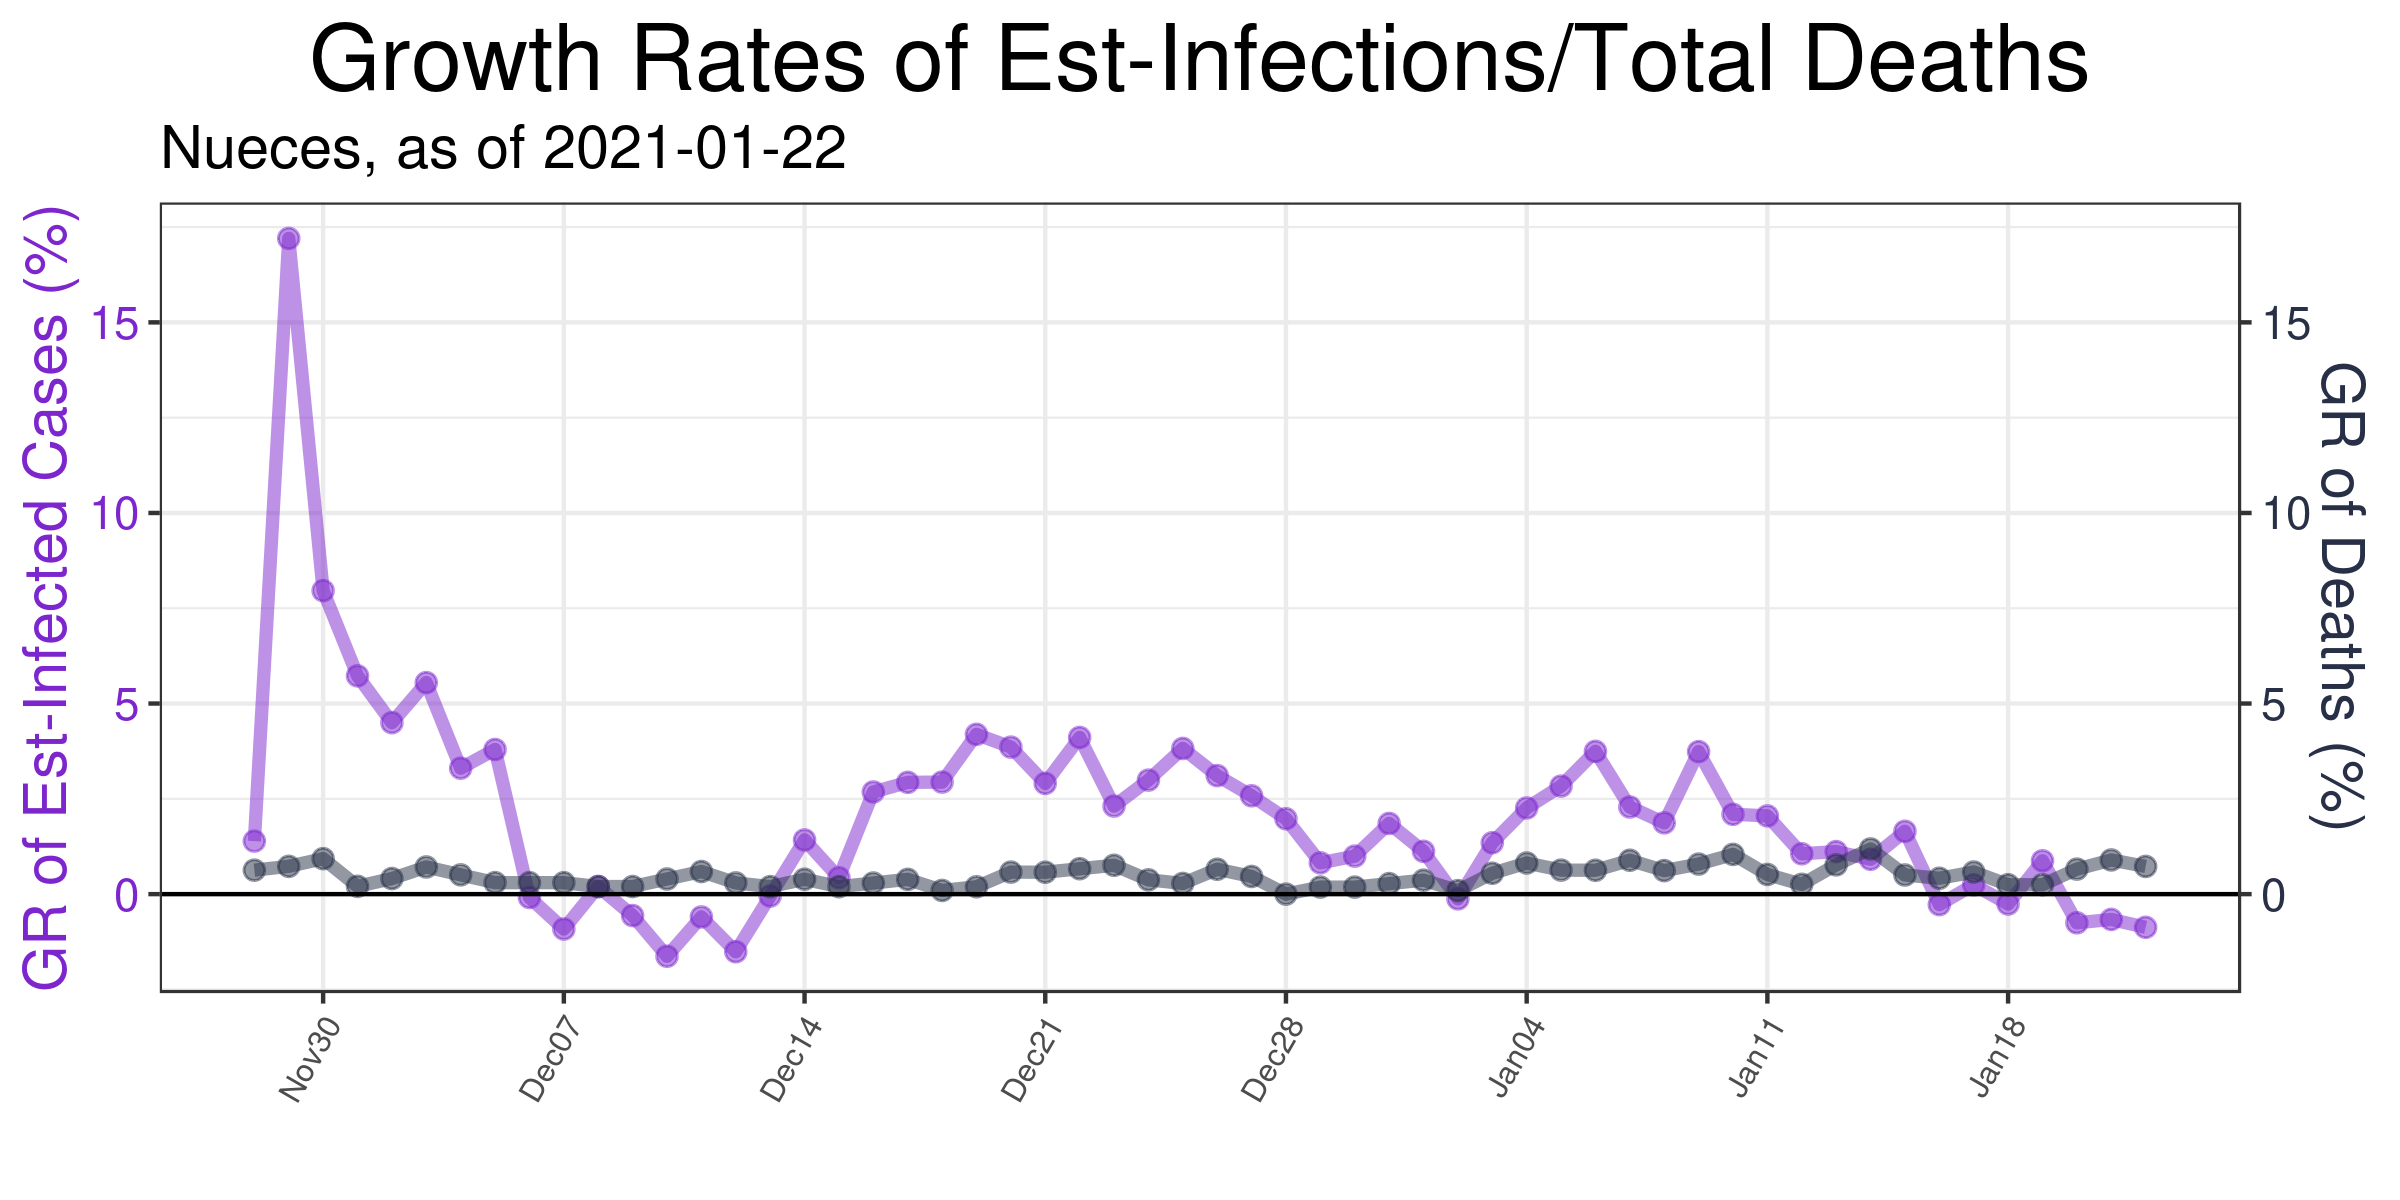 Growth Rates of Est-Infections/Total Deaths
Nueces, as of 2021-01-22
GR of Est-Infected Cases (%)
15
10
5
0
15
10
5
0
GR of Deaths (%)
Nov30
Dec07
Dec14
Dec21
Dec28
Jan04
Jan11
Jan18